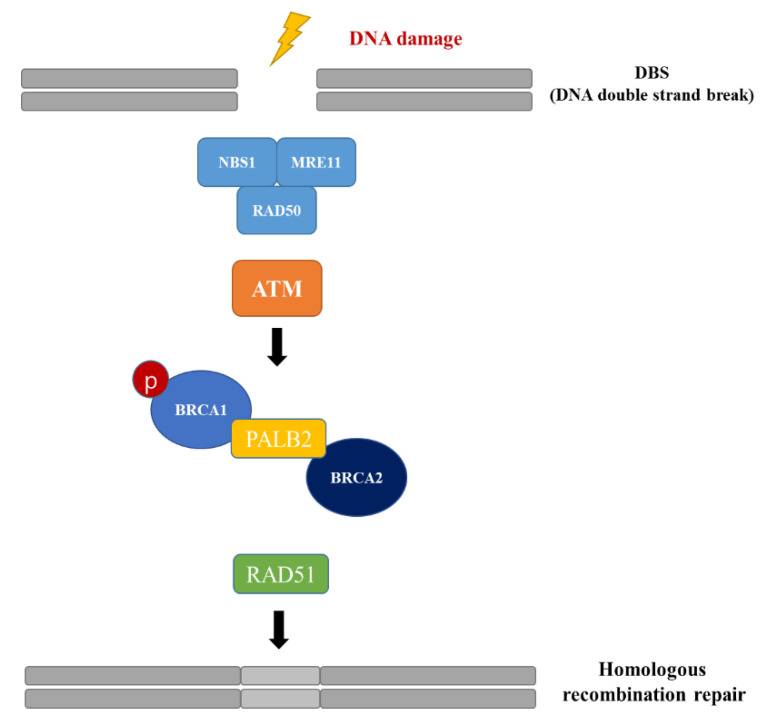 DNA damage
DBS
(DNA double strand break)
NBS1 MRE11
RAD50
ATM
p
BRCA1
PALB2
BRCA2
RAD51
Homologous
recombination repair